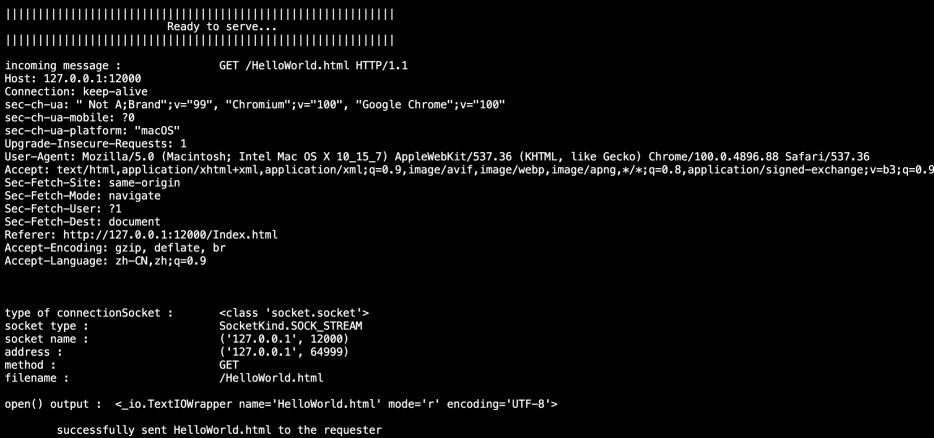 ||||||||||||||||||||||||||||||||||||||||||||||||||||||||||||
Ready to serve...
||||||||||||||||||||||||||||||||||||||||||||||||||||||||||||
incoming message : GET /HelloWorld.html HTTP/1.1
Host: 127.0.0.1:12000
Connection: keep-alive
sec-ch-ua: " Not A;Brand";v="99", "Chromium";v="100", "Google Chrome";v="100"
sec-ch-ua-mobile: ?0
sec-ch-ua-platform: "macOS"
Upgrade-Insecure-Requests: 1
User-Agent: Mozilla/5.0 (Macintosh; Intel Mac OS X 10_15_7) AppleWebKit/537.36 (KHTML, like Gecko) Chrome/100.0.4896.88 Safari/537.36
Accept: text/html,application/xhtml+xml,application/xml;q=0.9,image/avif,image/webp,image/apng,*/*;q=0.8,application/signed-exchange;v=b3;q=0.9
Sec-Fetch-Site: same-origin
Sec-Fetch-Mode: navigate
Sec-Fetch-User: ?1
Sec-Fetch-Dest: document
Referer: http://127.0.0.1:12000/Index.html
Accept-Encoding: gzip, deflate, br
Accept-Language: zh-CN,zh;q=0.9
type of connectionSocket : <class 'socket.socket'>
socket type : SocketKind.SOCK_STREAM
socket name : ('127.0.0.1', 12000)
address : ('127.0.0.1', 64999)
method : GET
filename : /HelloWorld.html
open() output : <_io.TextIOWrapper name='HelloWorld.html' mode='r' encoding='UTF-8'>
successfully sent HelloWorld.html to the requester